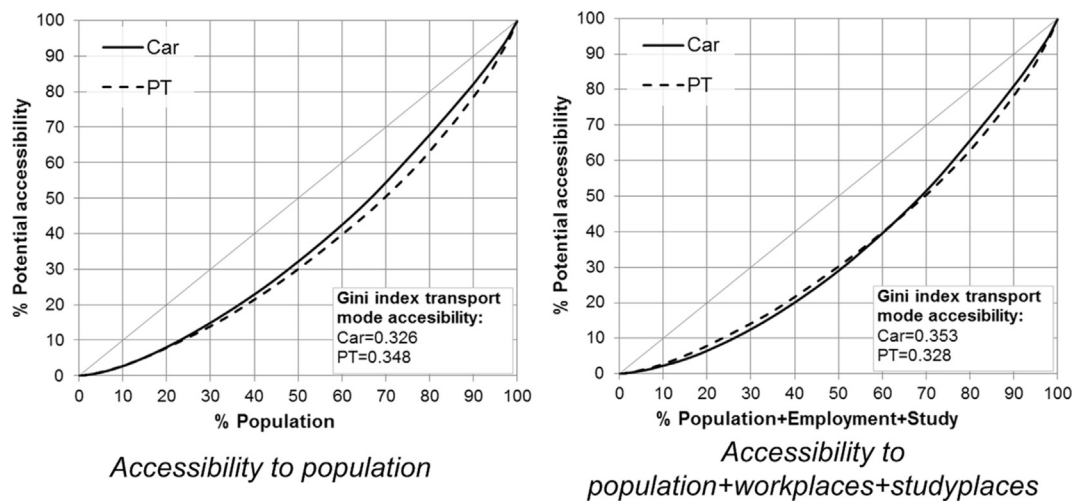 100
90
80
70
60
50
40
30
20
10
0
% Potential accessibility
Car
PT
Gini index transport
mode accesibility:
Car=0.326
PT=0.348
0 10 20 30 40 50 60 70 80 90 100
% Population
Accessibility to population
100
90
80
70
60
50
40
30
20
10
0
% Potential accessibility
Car
PT
Gini index transport
mode accesibility:
Car=0.353
PT=0.328
0 10 20 30 40 50 60 70 80 90 100
% Population+Employment+Study
Accessibility to
population+workplaces+studyplaces